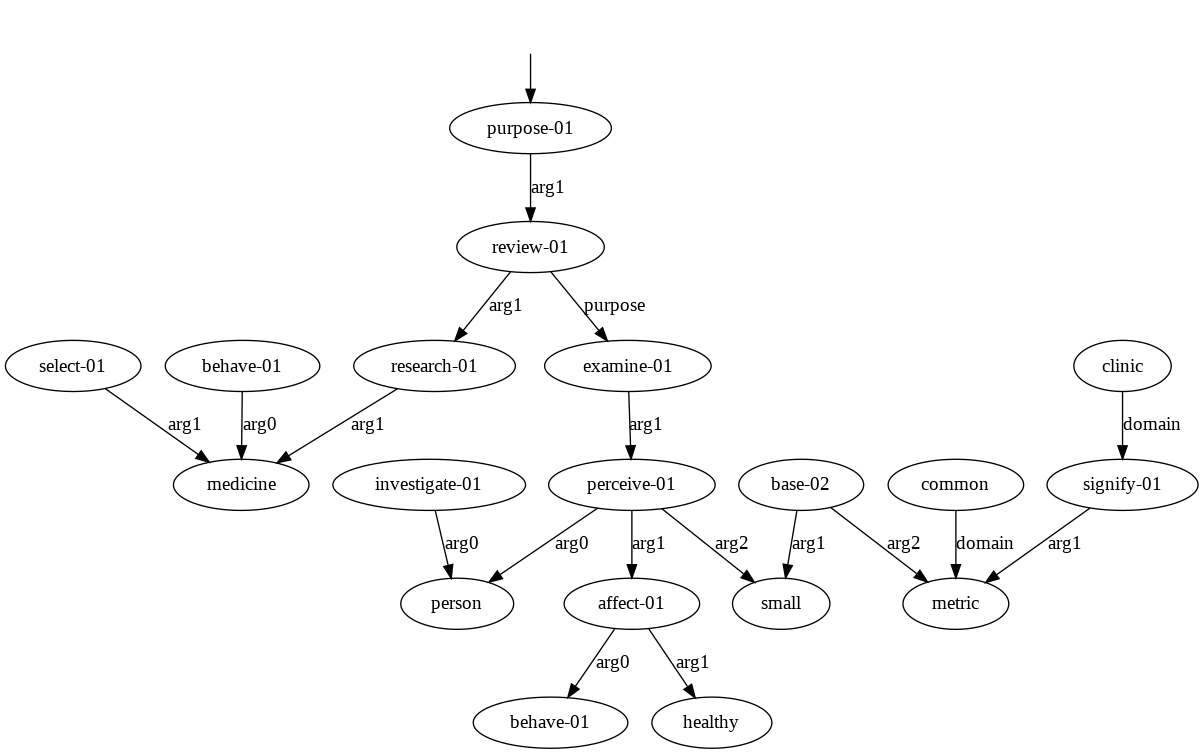 purpose-01
arg1
review-01
arg1 purpose
select-01 behave-01 research-01 examine-01 clinic
arg1 arg0 arg1 arg1 domain
medicine investigate-01 perceive-01 base-02 common signify-01
arg0 arg0 arg1 arg2 arg1 arg2 domain arg1
person affect-01 small metric
arg0 arg1
behave-01 healthy